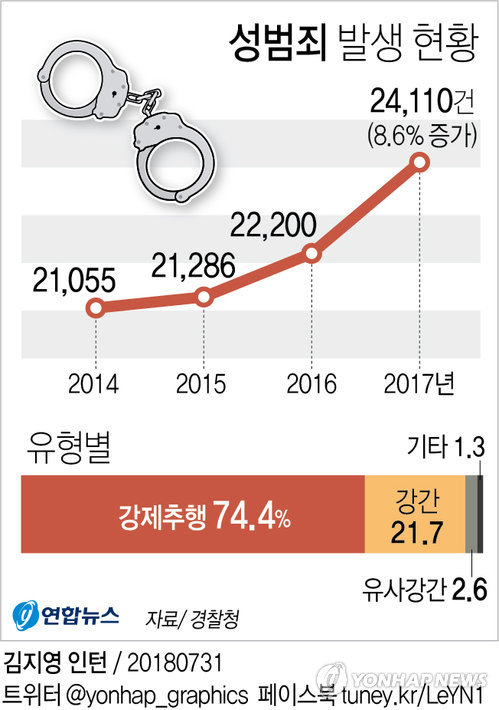 성범죄 발생 현황
24,110건
(8.6% 증가)
22,200
21,286
21,055
2014 2015 2016 2017년
유형별
기타 1.3
강제추행 74.4%
강간
21.7
유사강간 2.6
연합뉴스 자료/ 경찰청
김지영 인턴 / 20180731
YONHAPNEWS
트위터 @yonhap_graphics 페이스북 tuney.kr/LeYN1